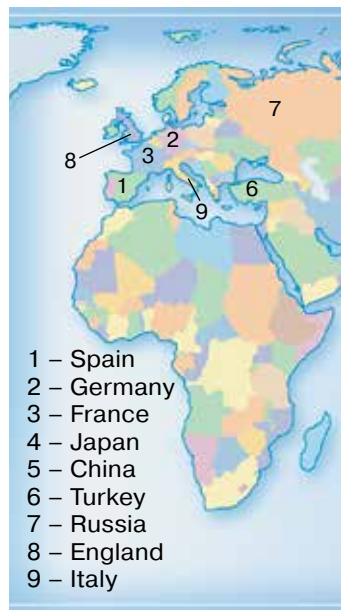 7
2
8
3
1
6
9
1 – Spain
2 – Germany
3 – France
4 – Japan
5 – China
6 – Turkey
7 – Russia
8 – England
9 – Italy